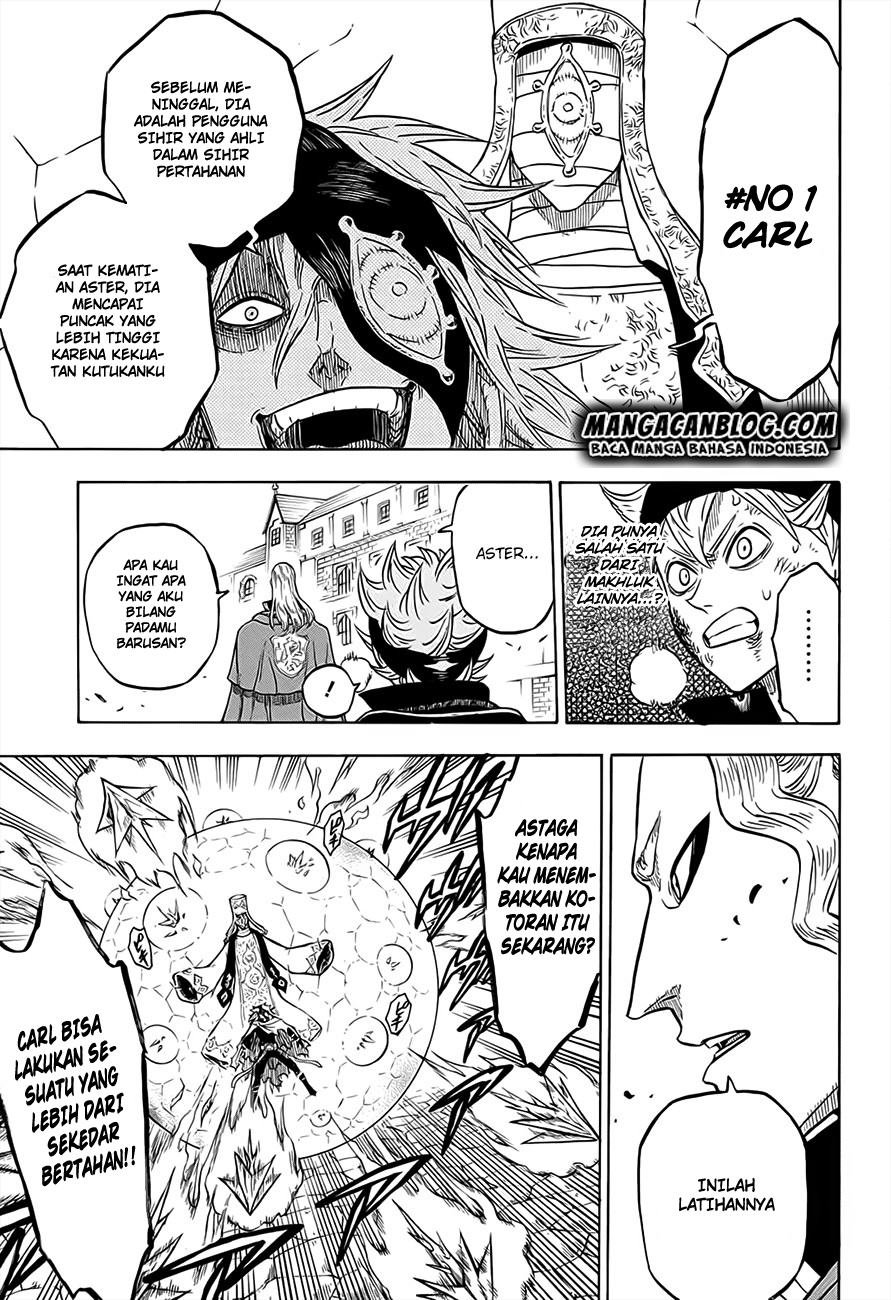 #NO 1
CARL
SEBELUM ME-
NINGGAL, DIA
ADALAH PENGGUNA
SIHIR YANG AHLI
DALAM SIHIR
PERTAHANAN
SAAT KEMATI-
AN ASTER, DIA
MENCAPAI
PUNCAK YANG
LEBIH TINGGI
KARENA KEKUA-
TAN KUTUKANKU
MANGACANBLOG.COM
BACA MANGA BAHASA INDONESIA
.........
DIA PUNYA
SALAH SATU
DARI
MAKHLUK
LAINNYA...?
ASTER...
!
APA KAU
INGAT APA
YANG AKU
BILANG
PADAMU
BARUSAN?
INILAH
LATIHANNYA
ASTAGA
KENAPA
KAU MENEM-
BAKKAN KO-
TORAN ITU
SEKARANG?
CARL BISA
LAKUKAN SE-
SUATU YANG
LEBIH DARI
SEKEDAR
BERTAHAN!!